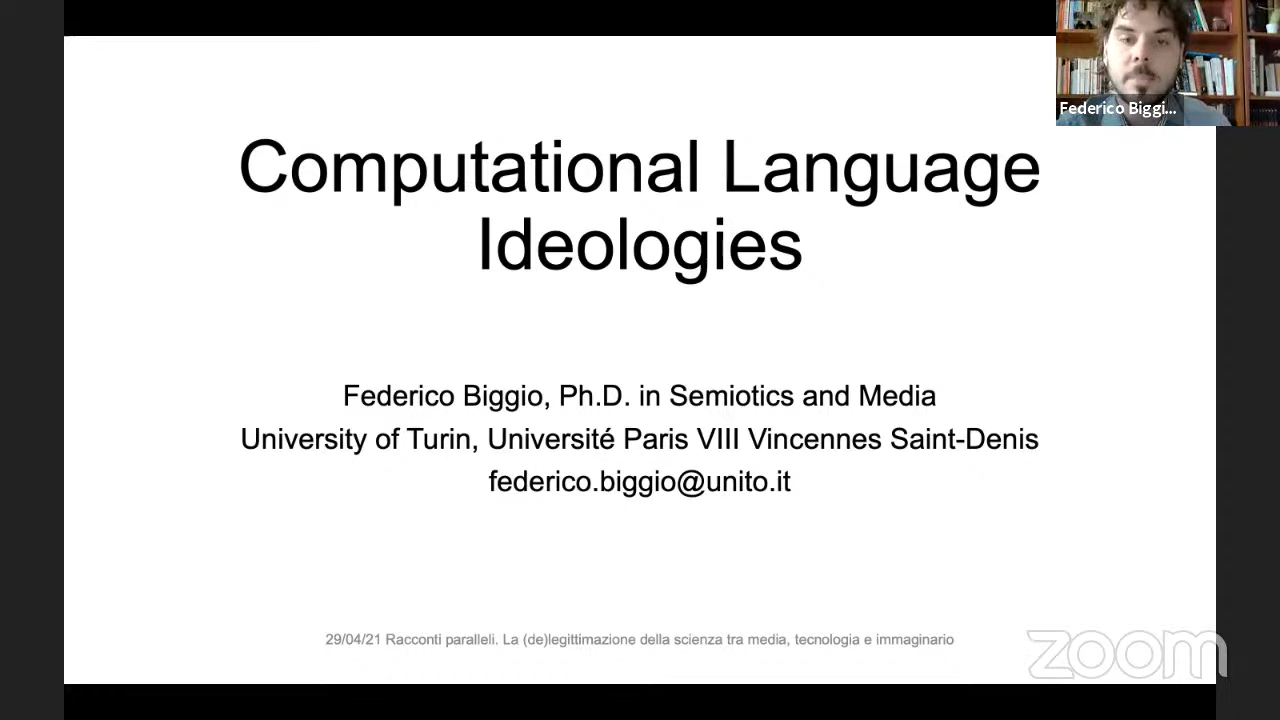 Federico Biggi...
Computational Language
Ideologies
Federico Biggio, Ph.D. in Semiotics and Media
University of Turin, Université Paris VIII Vincennes Saint-Denis
federico.biggio@unito.it
29/04/21 Racconti paralleli. La (de)legittimazione della scienza tra media, tecnologia e immaginario
zoom